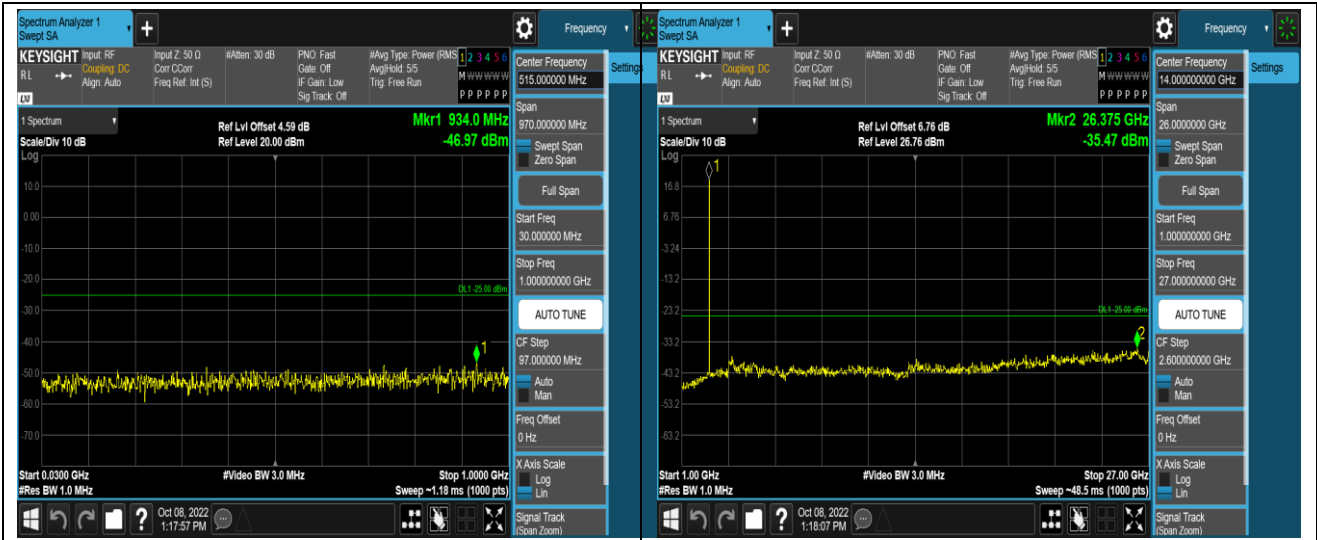 Spectrum Analyzer 1
Swept SA
+
Frequency
KEYSIGHT
Input: RF
Coupling: DC
Align: Auto
Input Z: 50 Ω
Corr CCorr
Freq Ref: Int (S)
#Atten: 30 dB
PNO: Fast
Gate: Off
IF Gain: Low
Sig Track: Off
#Avg Type: Power (RMS
Avg|Hold: 5/5
Trig: Free Run
1 2 3 4 5 6
M W W W W W
P P P P P P
RL
LXI
Center Frequency
515.000000 MHz
Settings
Span
970.000000 MHz
Swept Span
Zero Span
Full Span
Start Freq
30.000000 MHz
Stop Freq
1.000000000 GHz
AUTO TUNE
CF Step
97.000000 MHz
Auto
Man
Freq Offset
0 Hz
X Axis Scale
Log
Lin
Signal Track
(Span Zoom)
1 Spectrum
Scale/Div 10 dB
Log
Ref Lvl Offset 4.59 dB
Ref Level 20.00 dBm
Mkr1 934.0 MHz
-46.97 dBm
10.0
0.00
-10.0
-20.0
DL1 -25.00 dBm
-30.0
-40.0
1
-50.0
-60.0
-70.0
Start 0.0300 GHz
#Res BW 1.0 MHz
#Video BW 3.0 MHz
Stop 1.0000 GHz
Sweep ~1.18 ms (1000 pts)
?
Oct 08, 2022
1:17:57 PM
Spectrum Analyzer 1
Swept SA
+
Frequency
KEYSIGHT
Input: RF
Coupling: DC
Align: Auto
Input Z: 50 Ω
Corr CCorr
Freq Ref: Int (S)
#Atten: 30 dB
PNO: Fast
Gate: Off
IF Gain: Low
Sig Track: Off
#Avg Type: Power (RMS
Avg|Hold: 5/5
Trig: Free Run
1 2 3 4 5 6
M W W W W W
P P P P P P
RL
LXI
Center Frequency
14.000000000 GHz
Settings
Span
26.0000000 GHz
Swept Span
Zero Span
Full Span
Start Freq
1.000000000 GHz
Stop Freq
27.000000000 GHz
AUTO TUNE
CF Step
2.600000000 GHz
Auto
Man
Freq Offset
0 Hz
X Axis Scale
Log
Lin
Signal Track
(Span Zoom)
1 Spectrum
Scale/Div 10 dB
Log
Ref Lvl Offset 6.76 dB
Ref Level 26.76 dBm
Mkr2 26.375 GHz
-35.47 dBm
1
16.8
6.76
-3.24
-13.2
-23.2
DL1 -25.00 dBm
-33.2
2
-43.2
-53.2
-63.2
Start 1.00 GHz
#Res BW 1.0 MHz
#Video BW 3.0 MHz
Stop 27.00 GHz
Sweep ~48.5 ms (1000 pts)
?
Oct 08, 2022
1:18:07 PM